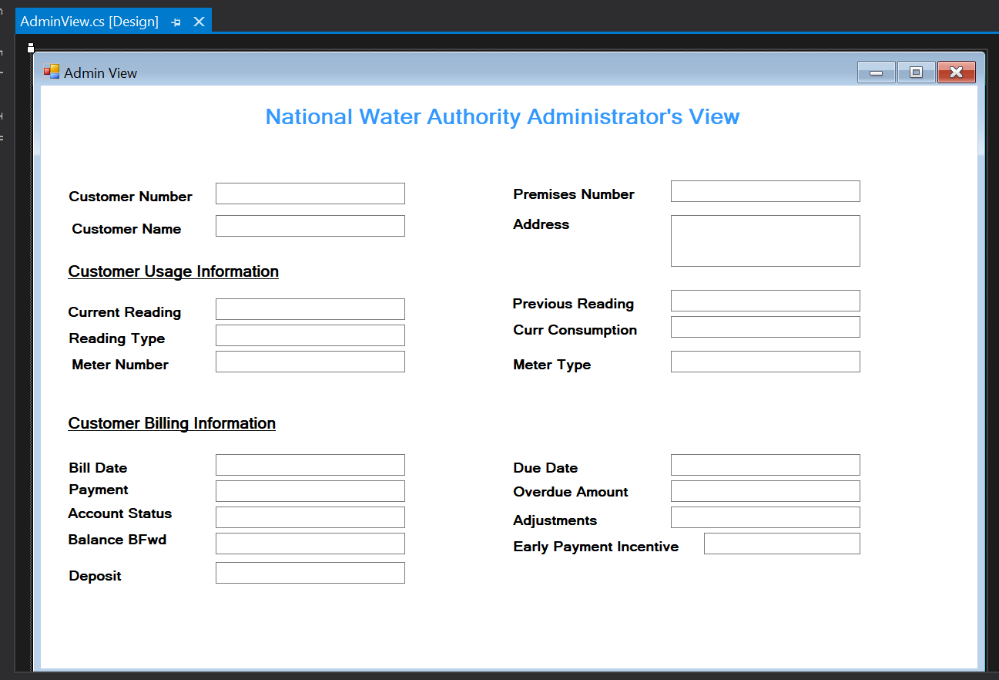 AdminView.cs [Design]
Admin View
National Water Authority Administrator's View
Customer Number
Premises Number
Customer Name
Address
Customer Usage Information
Current Reading
Previous Reading
Reading Type
Curr Consumption
Meter Number
Meter Type
Customer Billing Information
Bill Date
Due Date
Payment
Overdue Amount
Account Status
Adjustments
Balance BFwd
Early Payment Incentive
Deposit